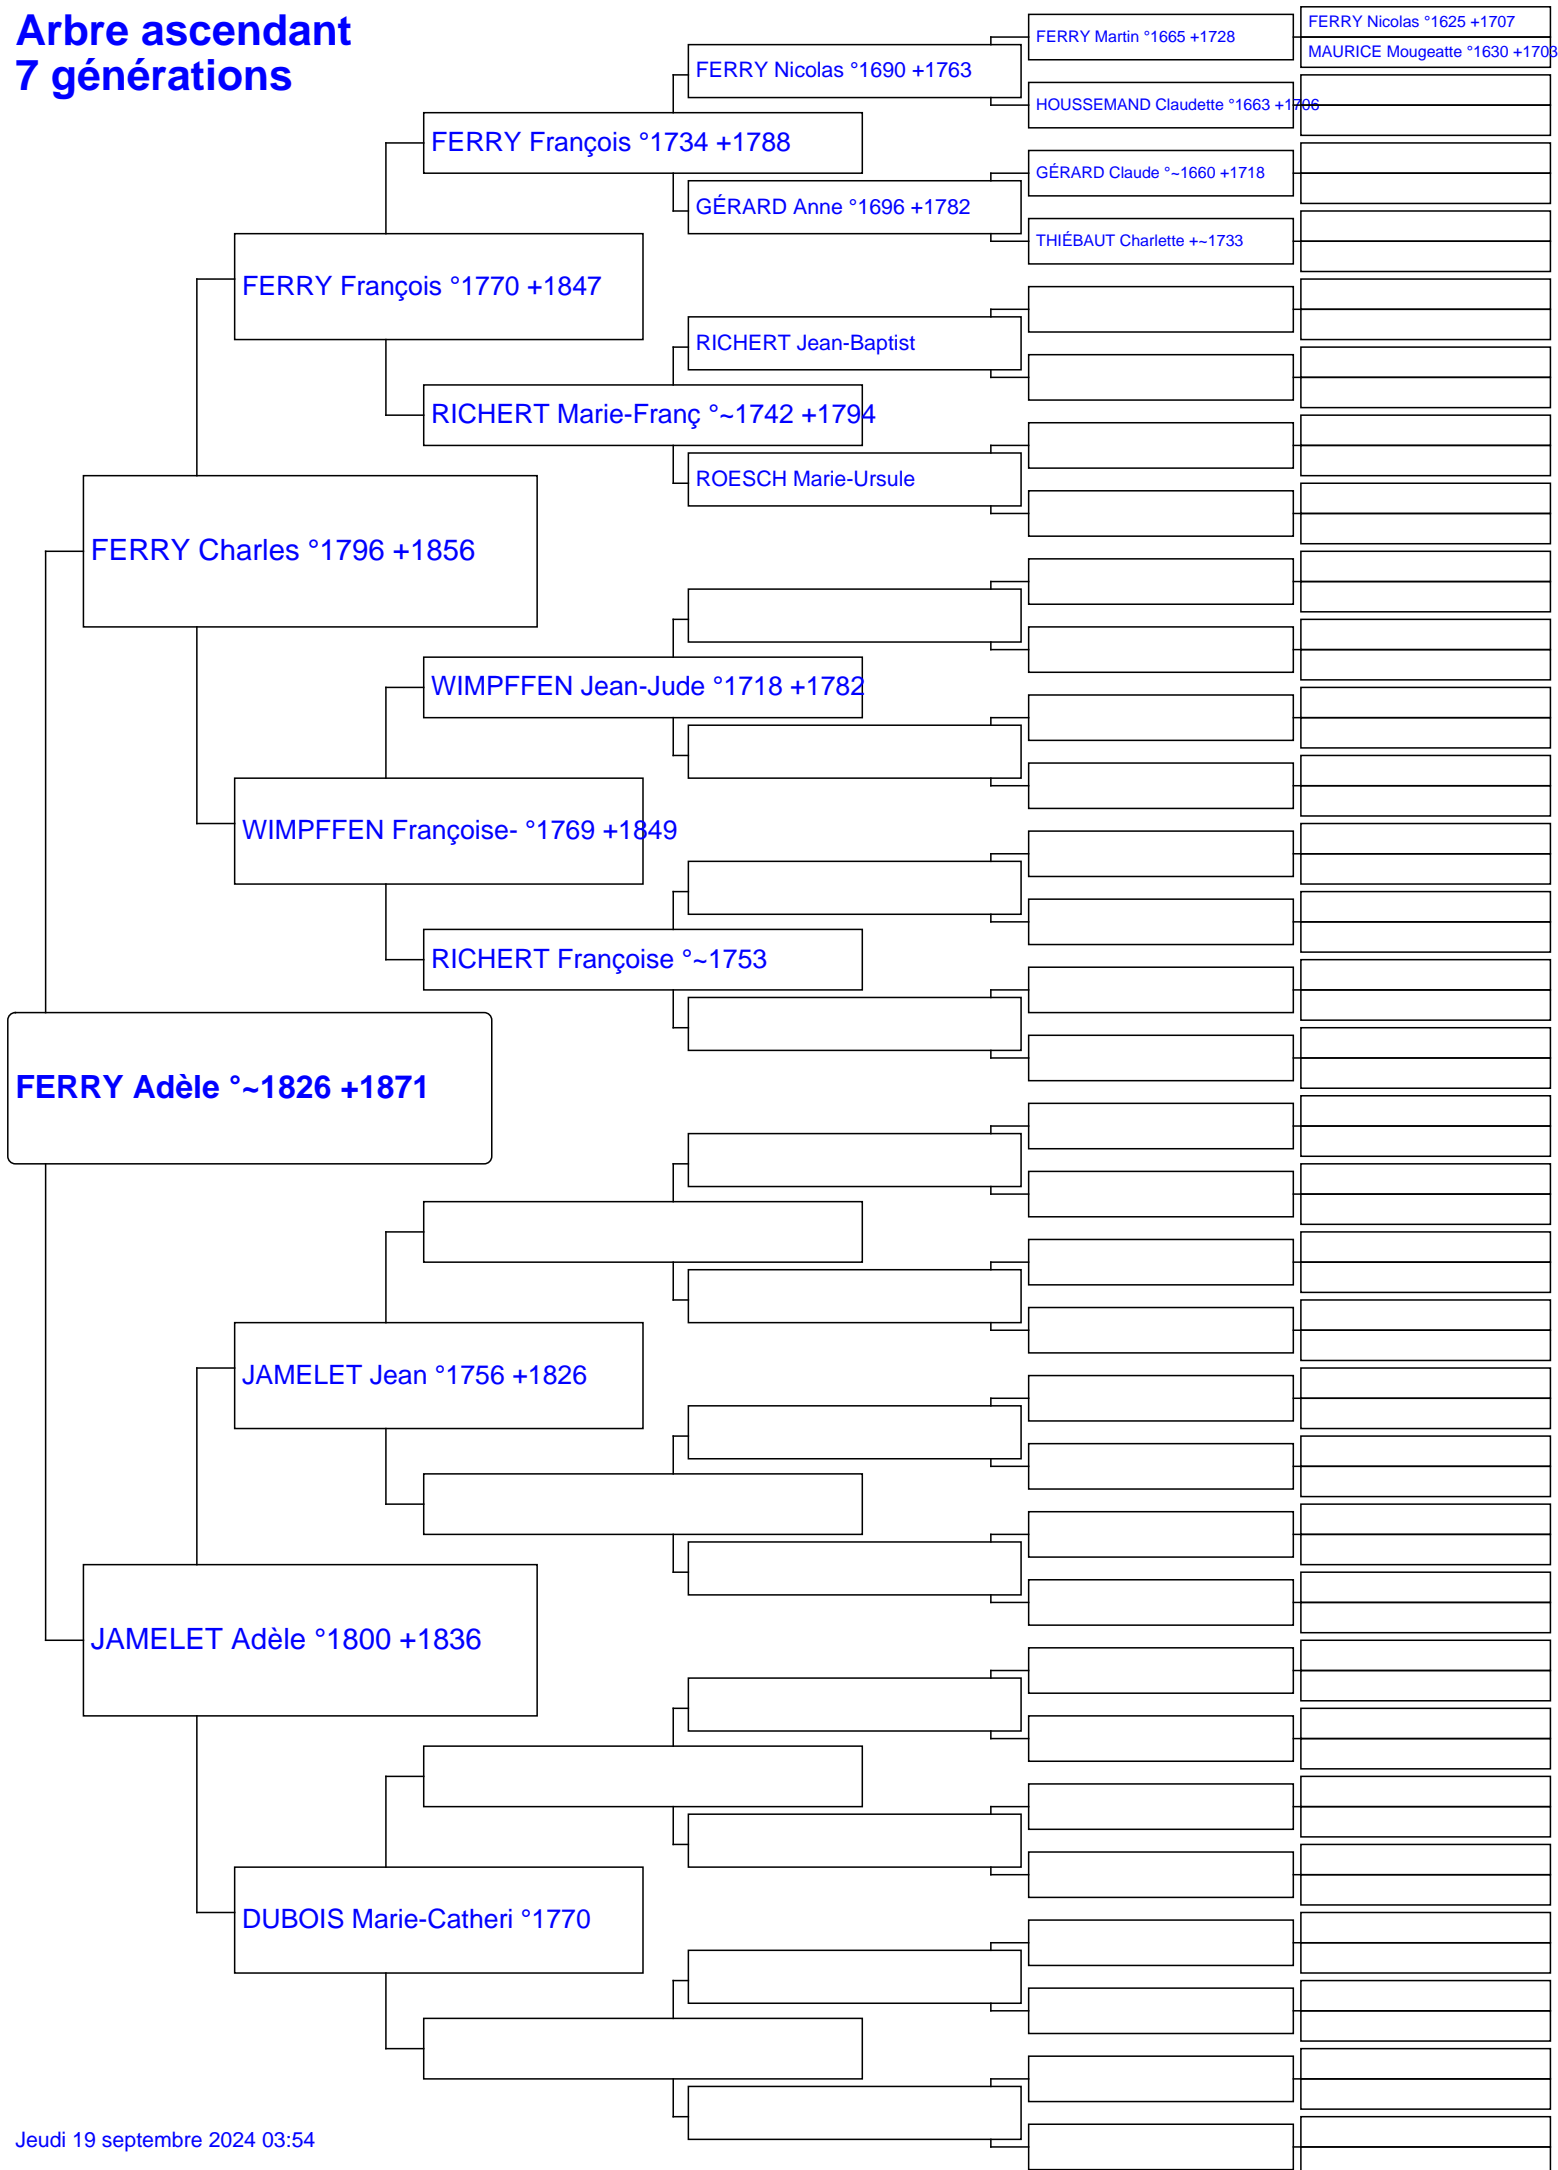 Arbre ascendant
7 générations
FERRY Nicolas °1625 +1707
FERRY Martin °1665 +1728
MAURICE Mougeatte °1630 +1703
FERRY Nicolas °1690 +1763
HOUSSEMAND Claudette °1663 +1706
FERRY François °1734 +1788
GÉRARD Claude °~1660 +1718
GÉRARD Anne °1696 +1782
THIÉBAUT Charlette +~1733
FERRY François °1770 +1847
RICHERT Jean-Baptist
RICHERT Marie-Franç °~1742 +1794
ROESCH Marie-Ursule
FERRY Charles °1796 +1856
WIMPFFEN Jean-Jude °1718 +1782
WIMPFFEN Françoise- °1769 +1849
RICHERT Françoise °~1753
FERRY Adèle °~1826 +1871
JAMELET Jean °1756 +1826
JAMELET Adèle °1800 +1836
DUBOIS Marie-Catheri °1770
Jeudi 19 septembre 2024 03:54